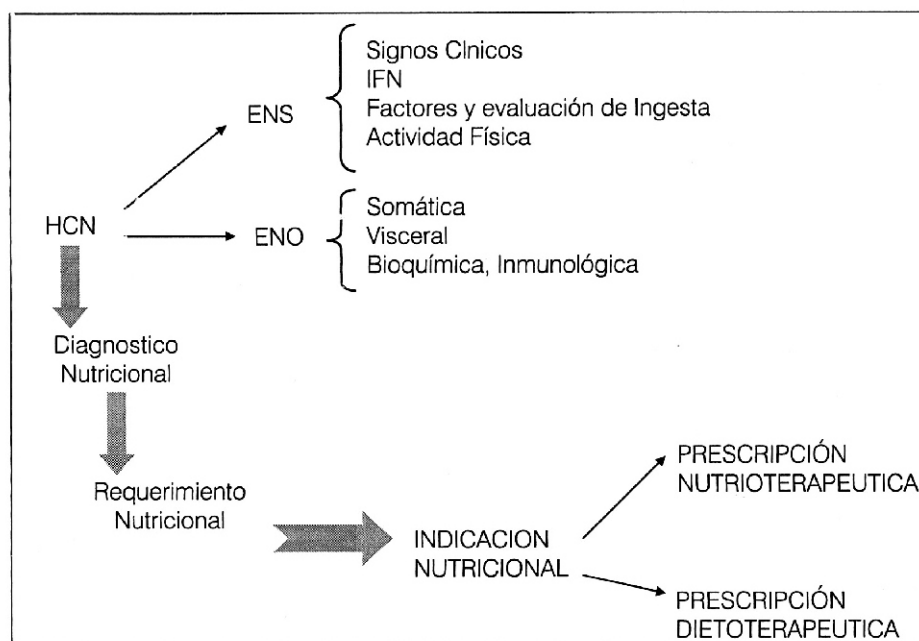 Signos Clnicos
IFN
Factores y evaluación de Ingesta
Actividad Física
ENS
HCN
ENO
Somática
Visceral
Bioquímica, Inmunológica
Diagnostico
Nutricional
Requerimiento
Nutricional
INDICACION
NUTRICIONAL
PRESCRIPCIÓN
NUTRIOTERAPEUTICA
PRESCRIPCIÓN
DIETOTERAPEUTICA